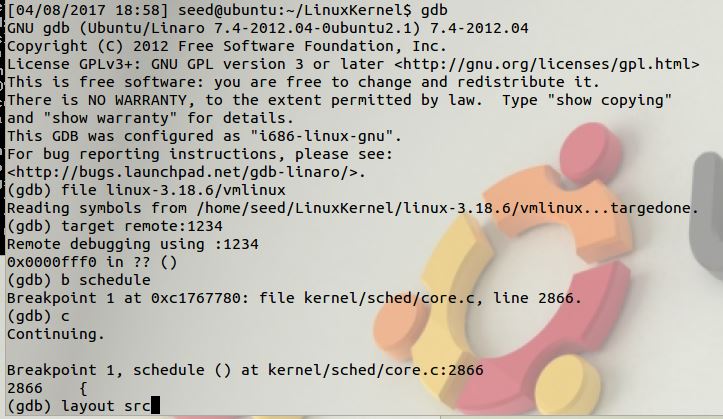 [04/08/2017 18:58] seed@ubuntu:~/LinuxKernel$ gdb
GNU gdb (Ubuntu/Linaro 7.4-2012.04-0ubuntu2.1) 7.4-2012.04
Copyright (C) 2012 Free Software Foundation, Inc.
License GPLv3+: GNU GPL version 3 or later <http://gnu.org/licenses/gpl.html>
This is free software: you are free to change and redistribute it.
There is NO WARRANTY, to the extent permitted by law.  Type "show copying"
and "show warranty" for details.
This GDB was configured as "i686-linux-gnu".
For bug reporting instructions, please see:
<http://bugs.launchpad.net/gdb-linaro/>.
(gdb) file linux-3.18.6/vmlinux
Reading symbols from /home/seed/LinuxKernel/linux-3.18.6/vmlinux...targedone.
(gdb) target remote:1234
Remote debugging using :1234
0x0000fff0 in ?? ()
(gdb) b schedule
Breakpoint 1 at 0xc1767780: file kernel/sched/core.c, line 2866.
(gdb) c
Continuing.
Breakpoint 1, schedule () at kernel/sched/core.c:2866
2866    {
(gdb) layout src